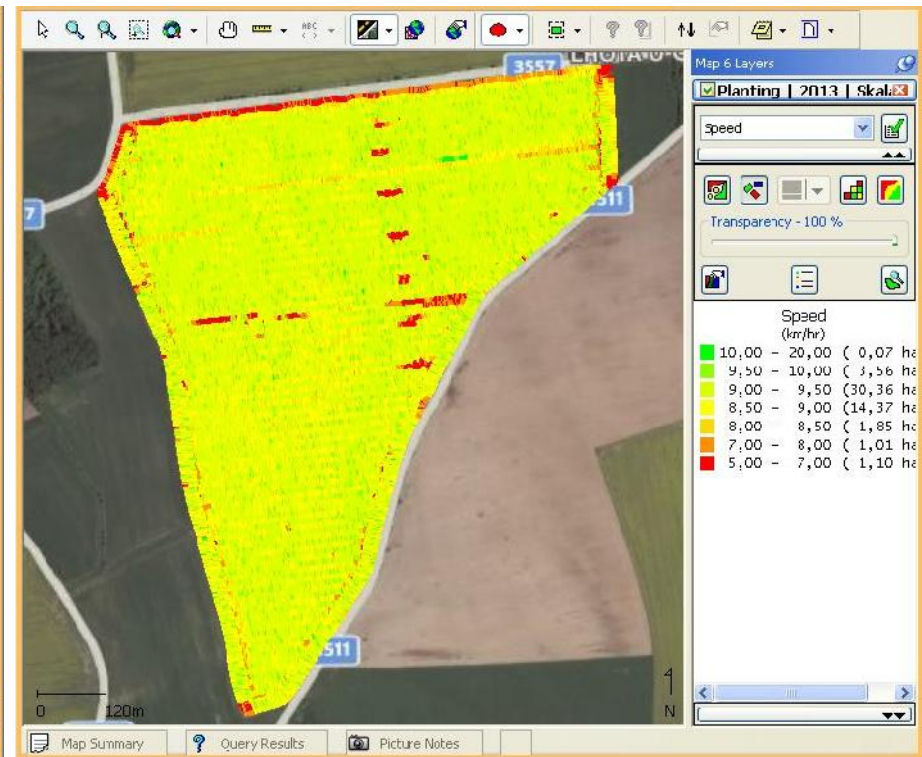 ABC
3557
LHOTA-U-G
7
511
511
0 120m
N
Map 6 Layers
Planting | 2013 | Skala
Speed
Transparency - 100 %
Speed
(km/hr)
10,00 - 20,00 ( 0,07 ha
9,50 - 10,00 ( 3,56 ha
9,00 - 9,50 (30,36 ha
8,50 - 9,00 (14,37 ha
8,00 8,50 ( 1,85 ha
7,00 - 8,00 ( 1,01 ha
5,00 - 7,00 ( 1,10 ha
Map Summary
Query Results
Picture Notes